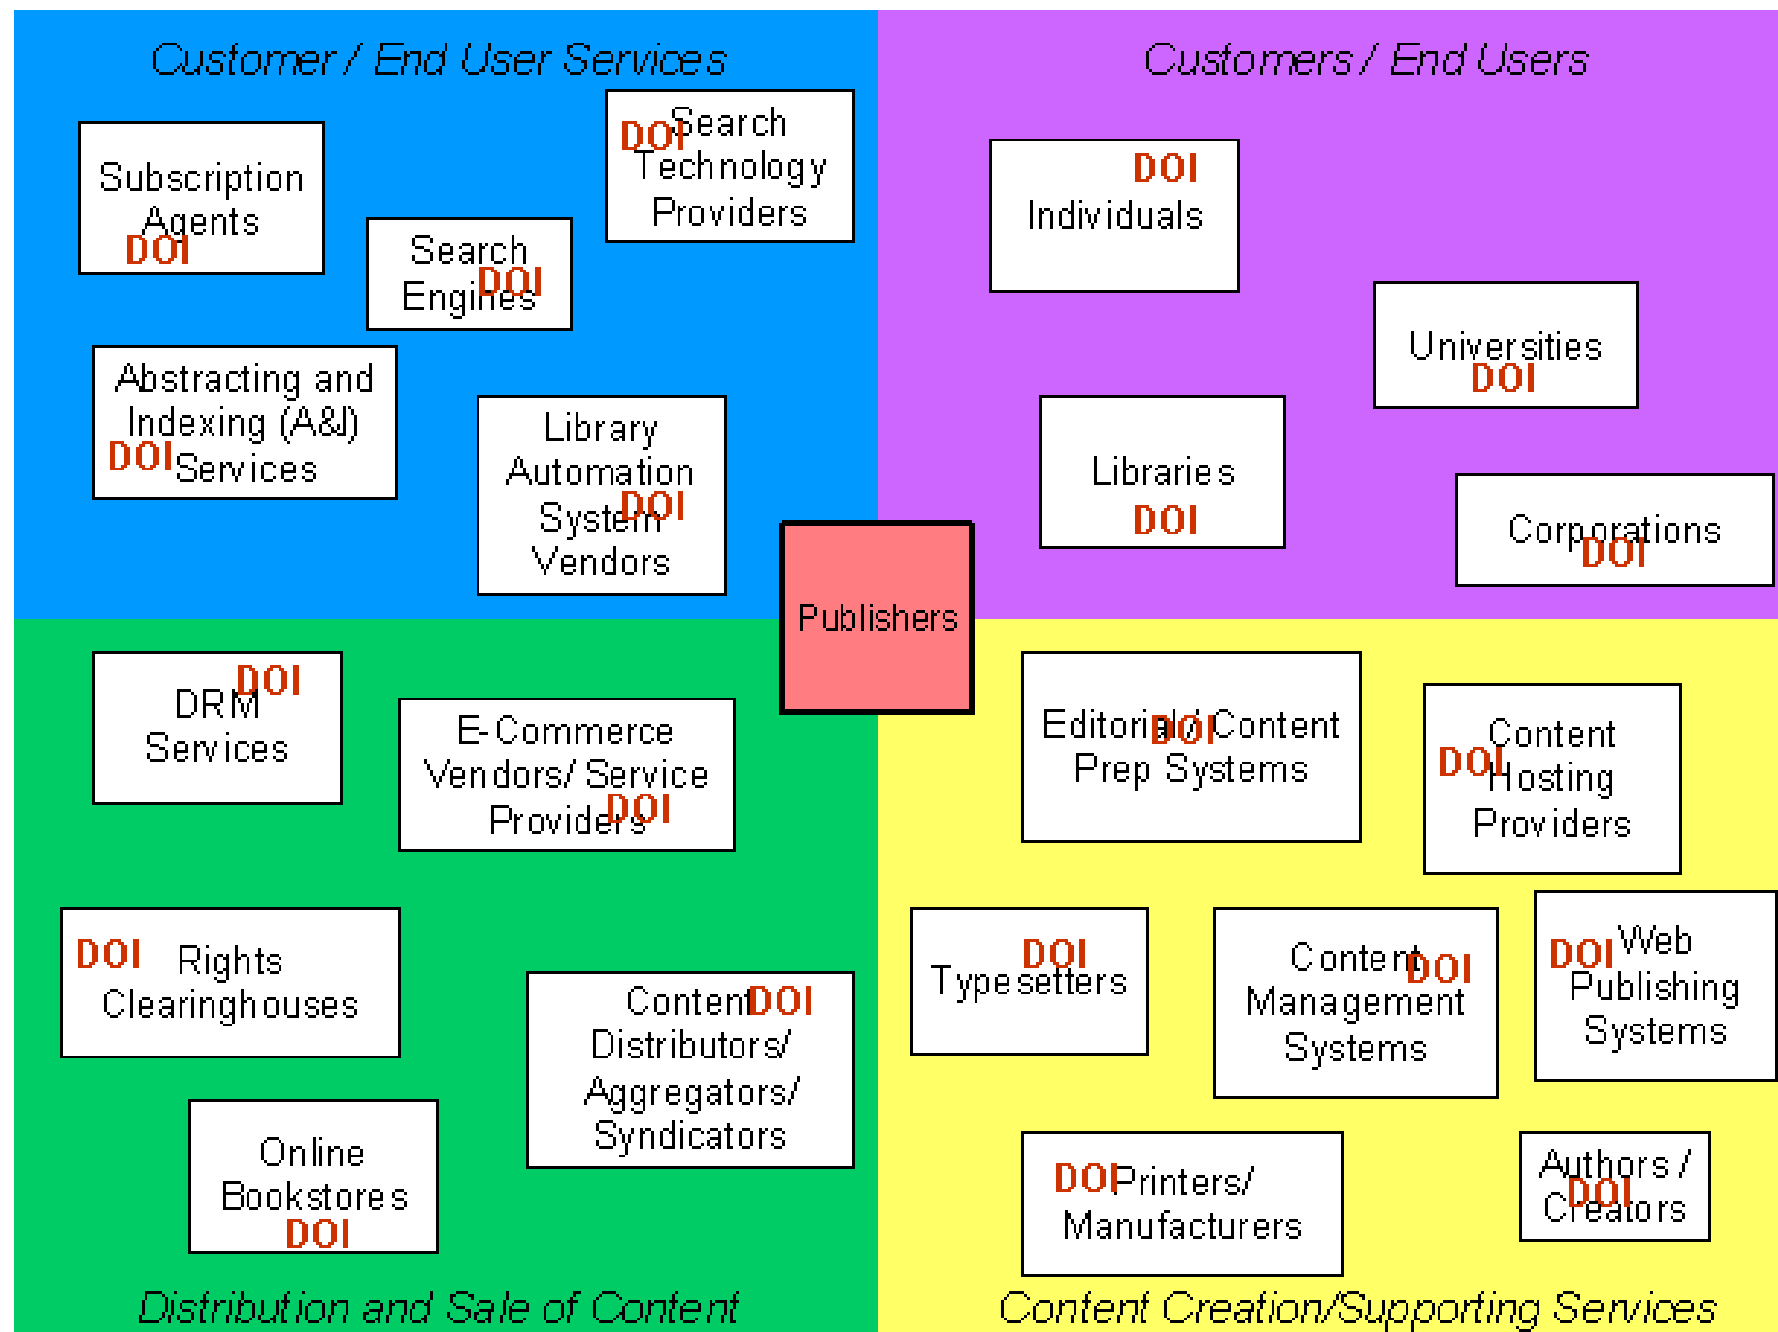 Customer / End User Services
Subscription
Agents
DOI
DOI
Search
Technology
Providers
Search
Engines
DOI
Abstracting and
Indexing (A&I)
DOI
Services
Library
Automation
System
DOI
Vendors
Customers / End Users
DOI
Individuals
Universities
DOI
Libraries
DOI
Corporations
DOI
Publishers
DOI
DRM
Services
E-Commerce
Vendors/ Service
Providers
DOI
DOI
Rights
Clearinghouses
Content
DOI
Distributors/
Aggregators/
Syndicators
Online
Bookstores
DOI
Distribution and Sale of Content
Editorial / Content
DOI
Prep Systems
Content
DOI
Hosting
Providers
DOI
Typesetters
Content
DOI
Management
Systems
Web
DOI
Publishing
Systems
DOI
Printers/
Manufacturers
Authors /
DOI
Creators
Content Creation/Supporting Services